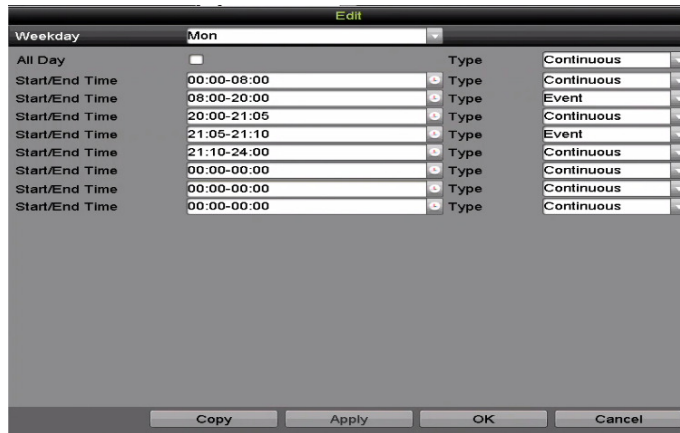 Edit
Weekday Mon
All Day Type Continuous
Start/End Time 00:00-08:00 Type Continuous
Start/End Time 08:00-20:00 Type Event
Start/End Time 20:00-21:05 Type Continuous
Start/End Time 21:05-21:10 Type Event
Start/End Time 21:10-24:00 Type Continuous
Start/End Time 00:00-00:00 Type Continuous
Start/End Time 00:00-00:00 Type Continuous
Start/End Time 00:00-00:00 Type Continuous
Copy Apply OK Cancel